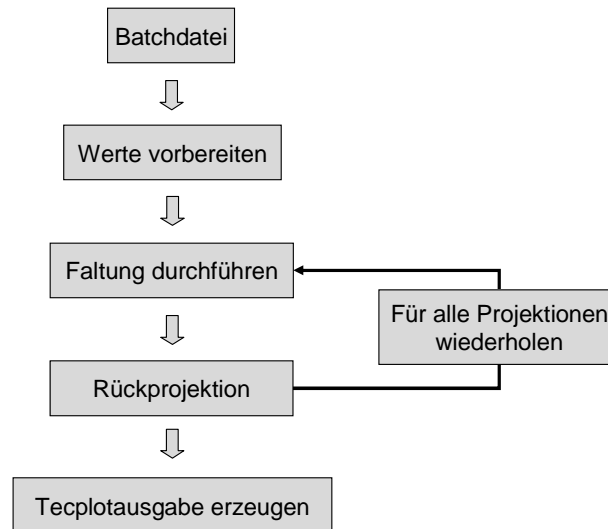 Batchdatei
Werte vorbereiten
Faltung durchführen
Für alle Projektionen
wiederholen
Rückprojektion
Tecplotausgabe erzeugen